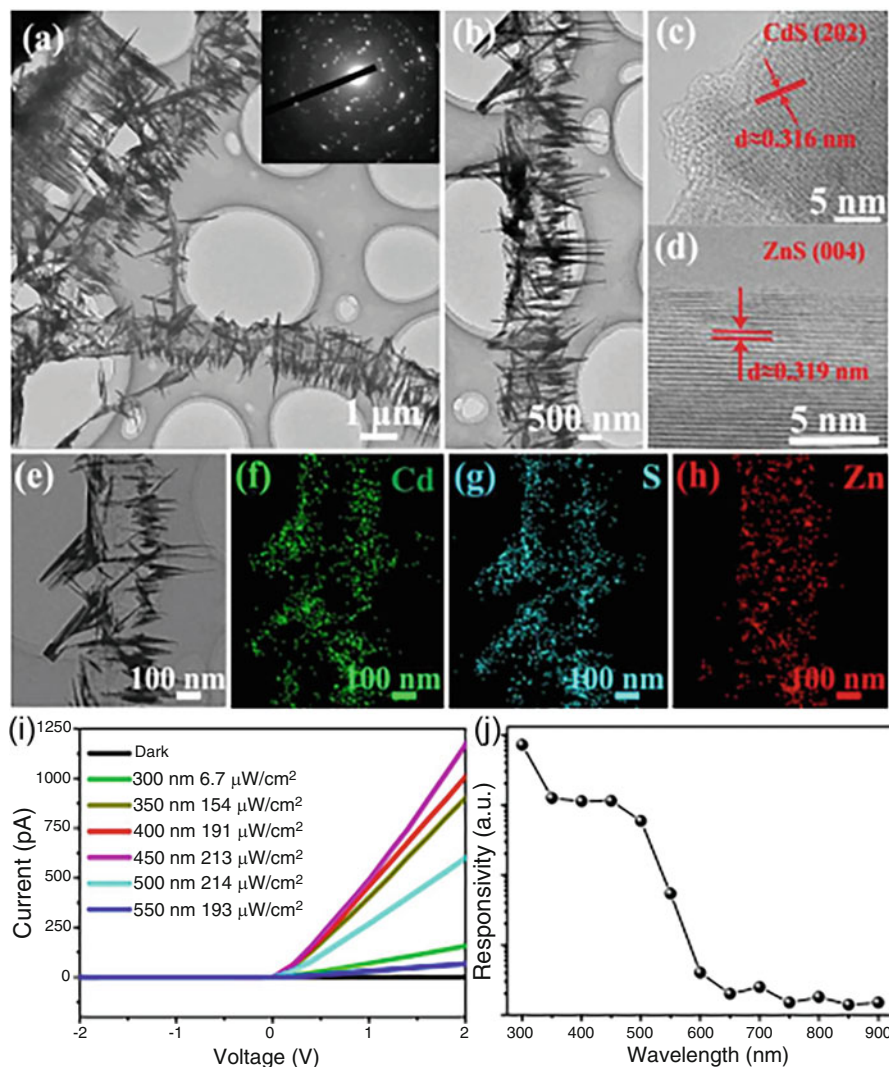 (a)
1 μm
(b)
500 nm
(c)
CdS (202)
d≈0.316 nm
5 nm
(d)
ZnS (004)
d≈0.319 nm
5 nm
(e)
100 nm
(f)
Cd
100 nm
(g)
S
100 nm
(h)
Zn
100 nm
(i)
1250
1000
750
500
250
0
Current (pA)
Dark
300 nm 6.7 μW/cm²
350 nm 154 μW/cm²
400 nm 191 μW/cm²
450 nm 213 μW/cm²
500 nm 214 μW/cm²
550 nm 193 μW/cm²
-2 -1 0 1 2
Voltage (V)
(j)
Responsivity (a.u.)
300 400 500 600 700 800 900
Wavelength (nm)